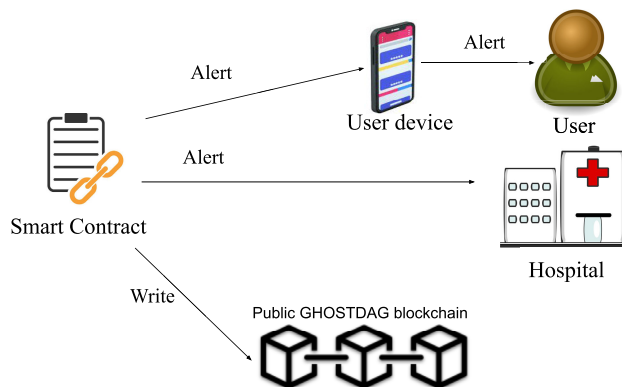 Alert
Alert
User device
User
Alert
Smart Contract
Hospital
Write
Public GHOSTDAG blockchain